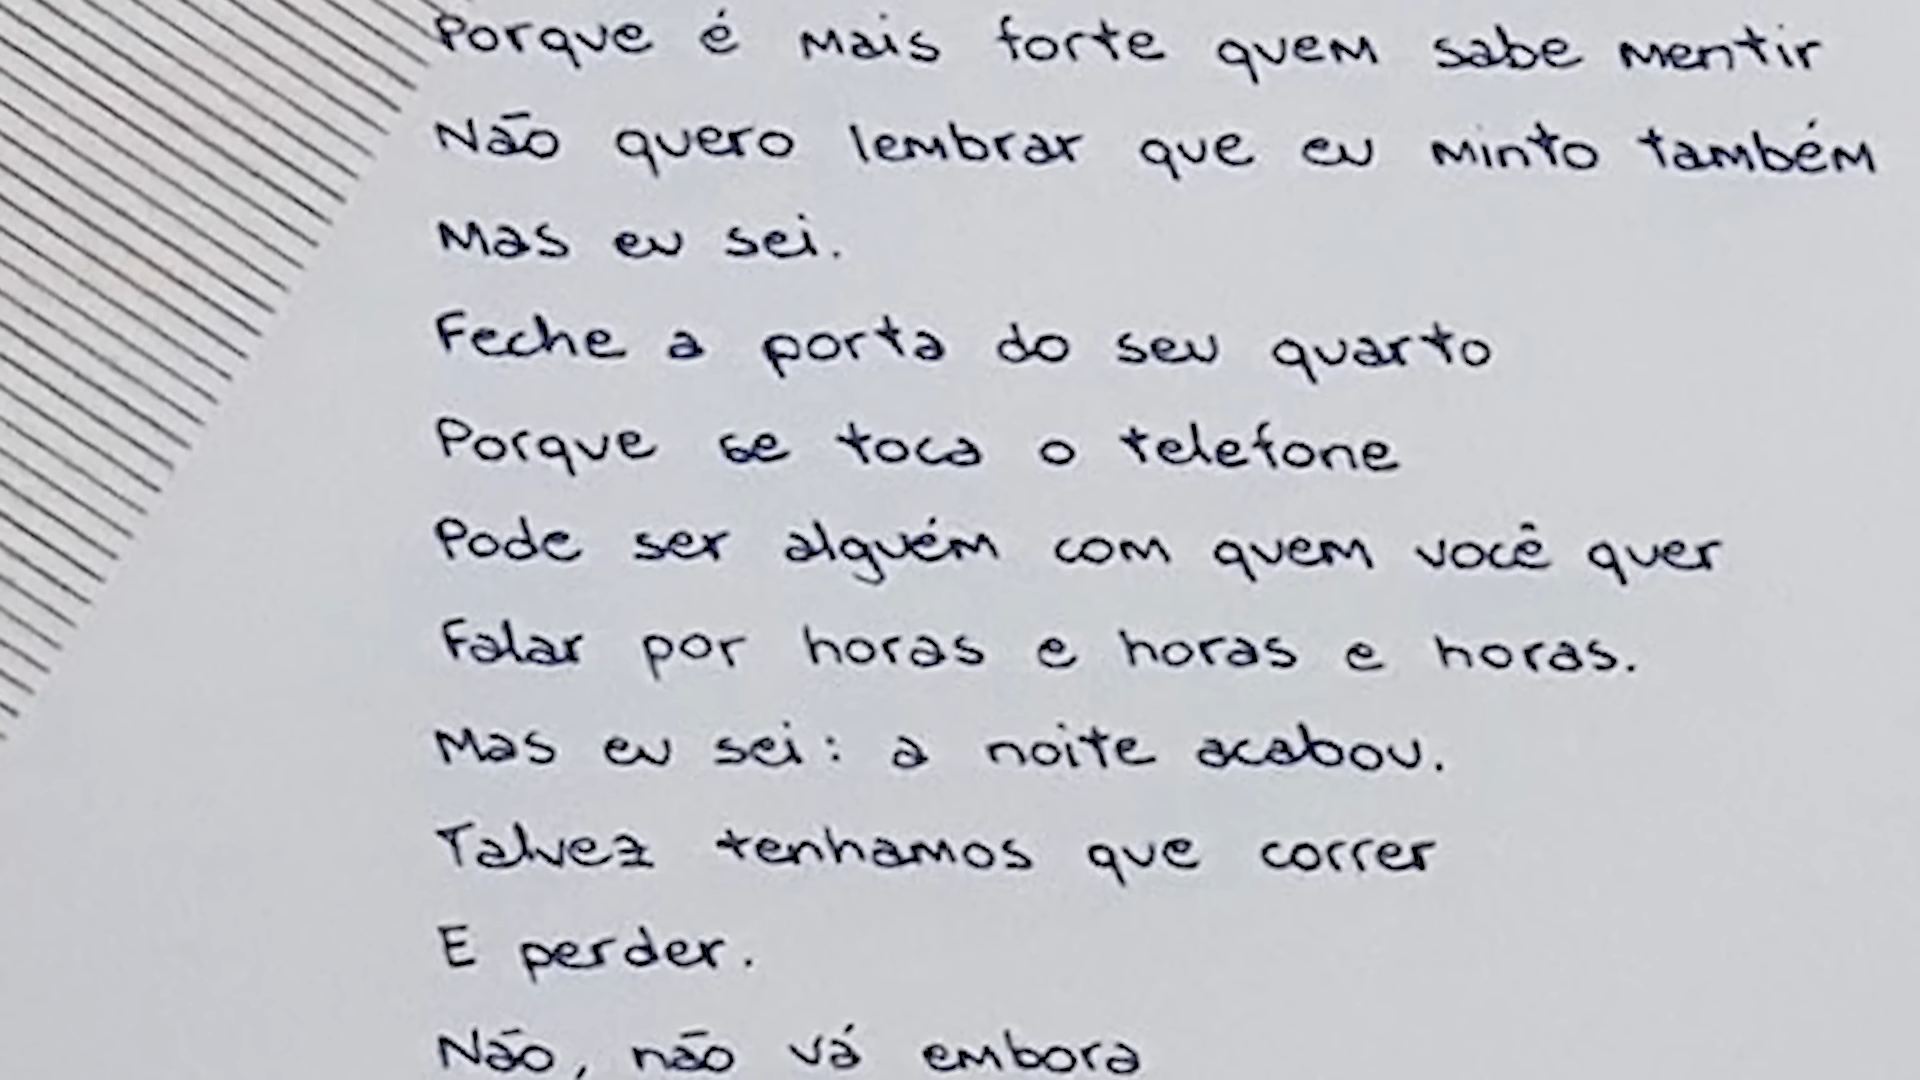 Porque é mais forte quem sabe mentir
Não quero lembrar que eu minto também
Mas eu sei.
Feche a porta do seu quarto
Porque se toca o telefone
Pode ser alguém com quem você quer
Falar por horas e horas e horas.
Mas eu sei: a noite acabou.
Talvez tenhamos que correr
E perder.
Não, não vá embora